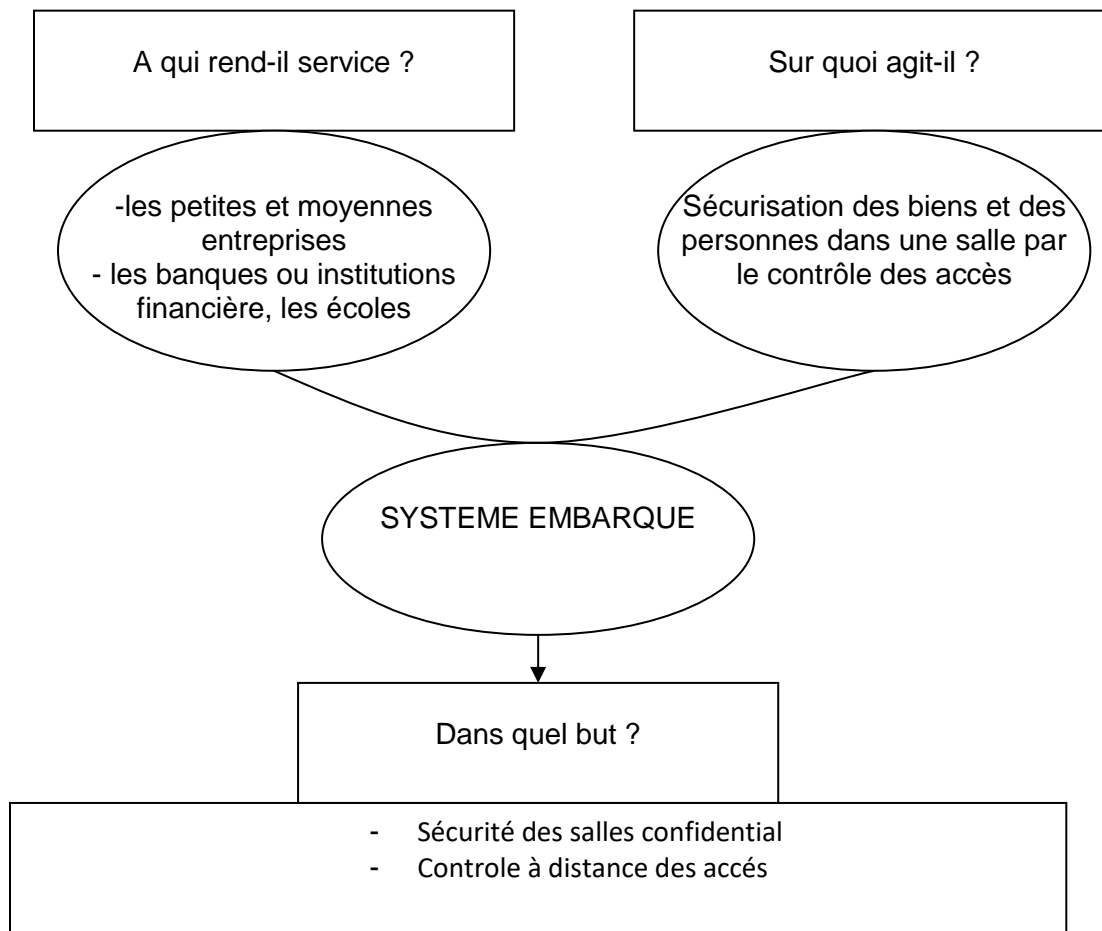 A qui rend-il service ?
Sur quoi agit-il ?
-les petites et moyennes
entreprises
- les banques ou institutions
financière, les écoles
Sécurisation des biens et des
personnes dans une salle par
le contrôle des accès
SYSTEME EMBARQUE
Dans quel but ?
- Sécurité des salles confidential
- Controle à distance des accés